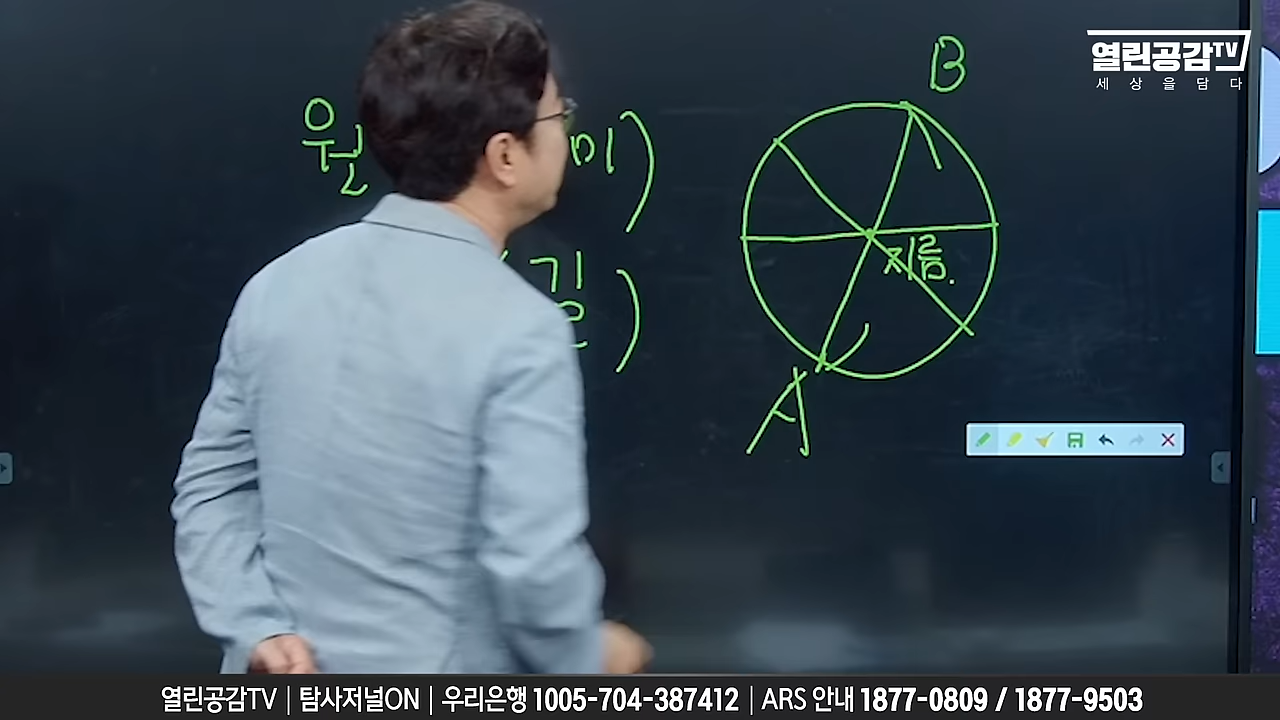 B
열린공감TV
세상을담다
미)
지름.
길
A
열린공감TV | 탐사저널ON | 우리은행 1005-704-387412 | ARS 안내 1877-0809 / 1877-9503